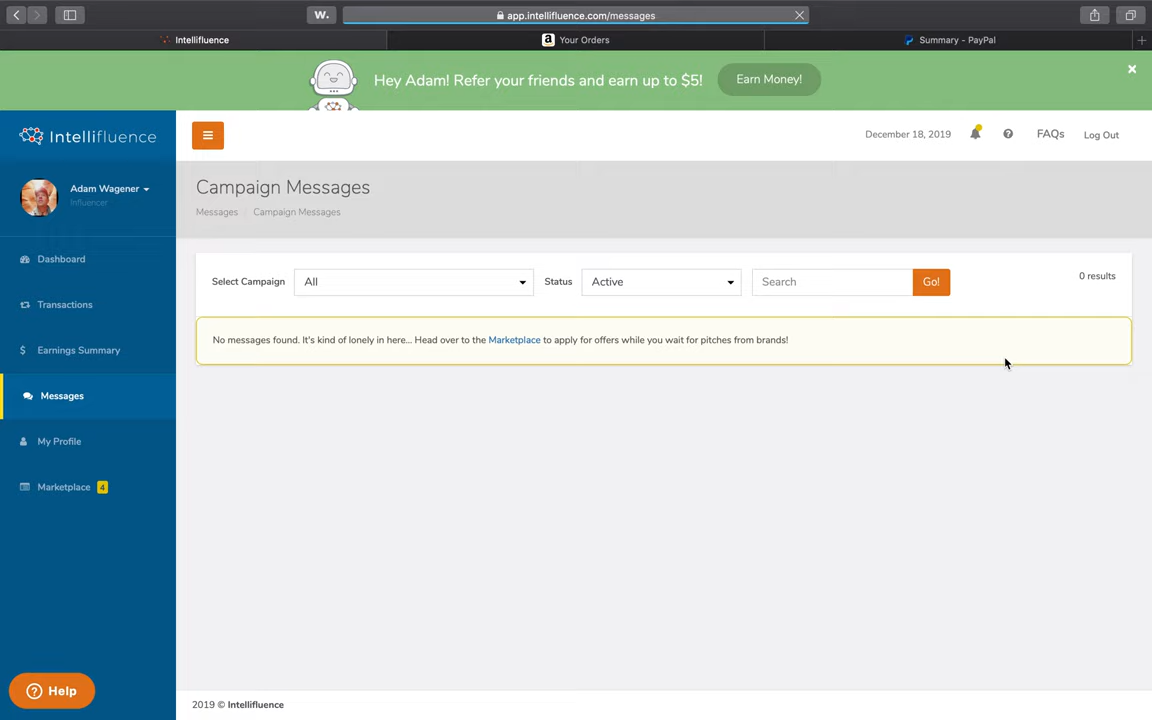 W.
app.intellifluence.com/messages
Intellifluence
a Your Orders
Summary - PayPal
Hey Adam! Refer your friends and earn up to $5!
Earn Money!
Intellifluence
December 18, 2019
FAQs
Log Out
Adam Wagener
Influencer
Campaign Messages
Messages / Campaign Messages
Dashboard
Select Campaign
All
Status
Active
Search
Go!
0 results
Transactions
No messages found. It's kind of lonely in here... Head over to the Marketplace to apply for offers while you wait for pitches from brands!
$ Earnings Summary
Messages
My Profile
Marketplace 4
? Help
2019 © Intellifluence